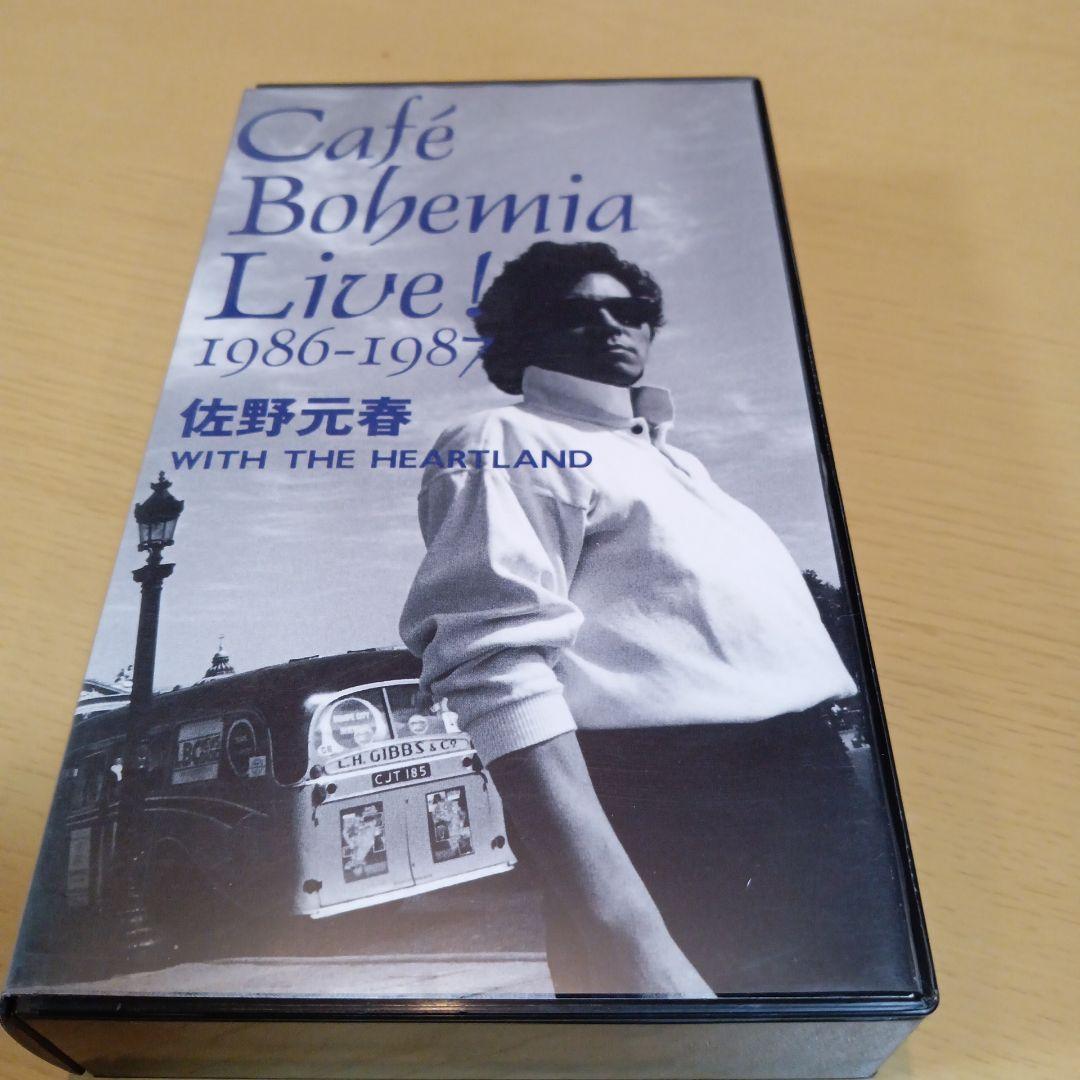 Café
Bohemia
Live!
1986-1987
佐野元春
WITH THE HEARTLAND
L.H. GIBBS & Co
CJT 185